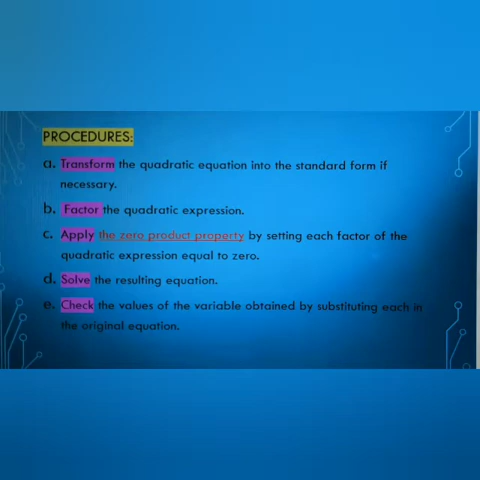 PROCEDURES:
a. Transform the quadratic equation into the standard form if
necessary.
b. Factor the quadratic expression.
c. Apply the zero product property by setting each factor of the
quadratic expression equal to zero.
d. Solve the resulting equation.
e. Check the values of the variable obtained by substituting each in
the original equation.